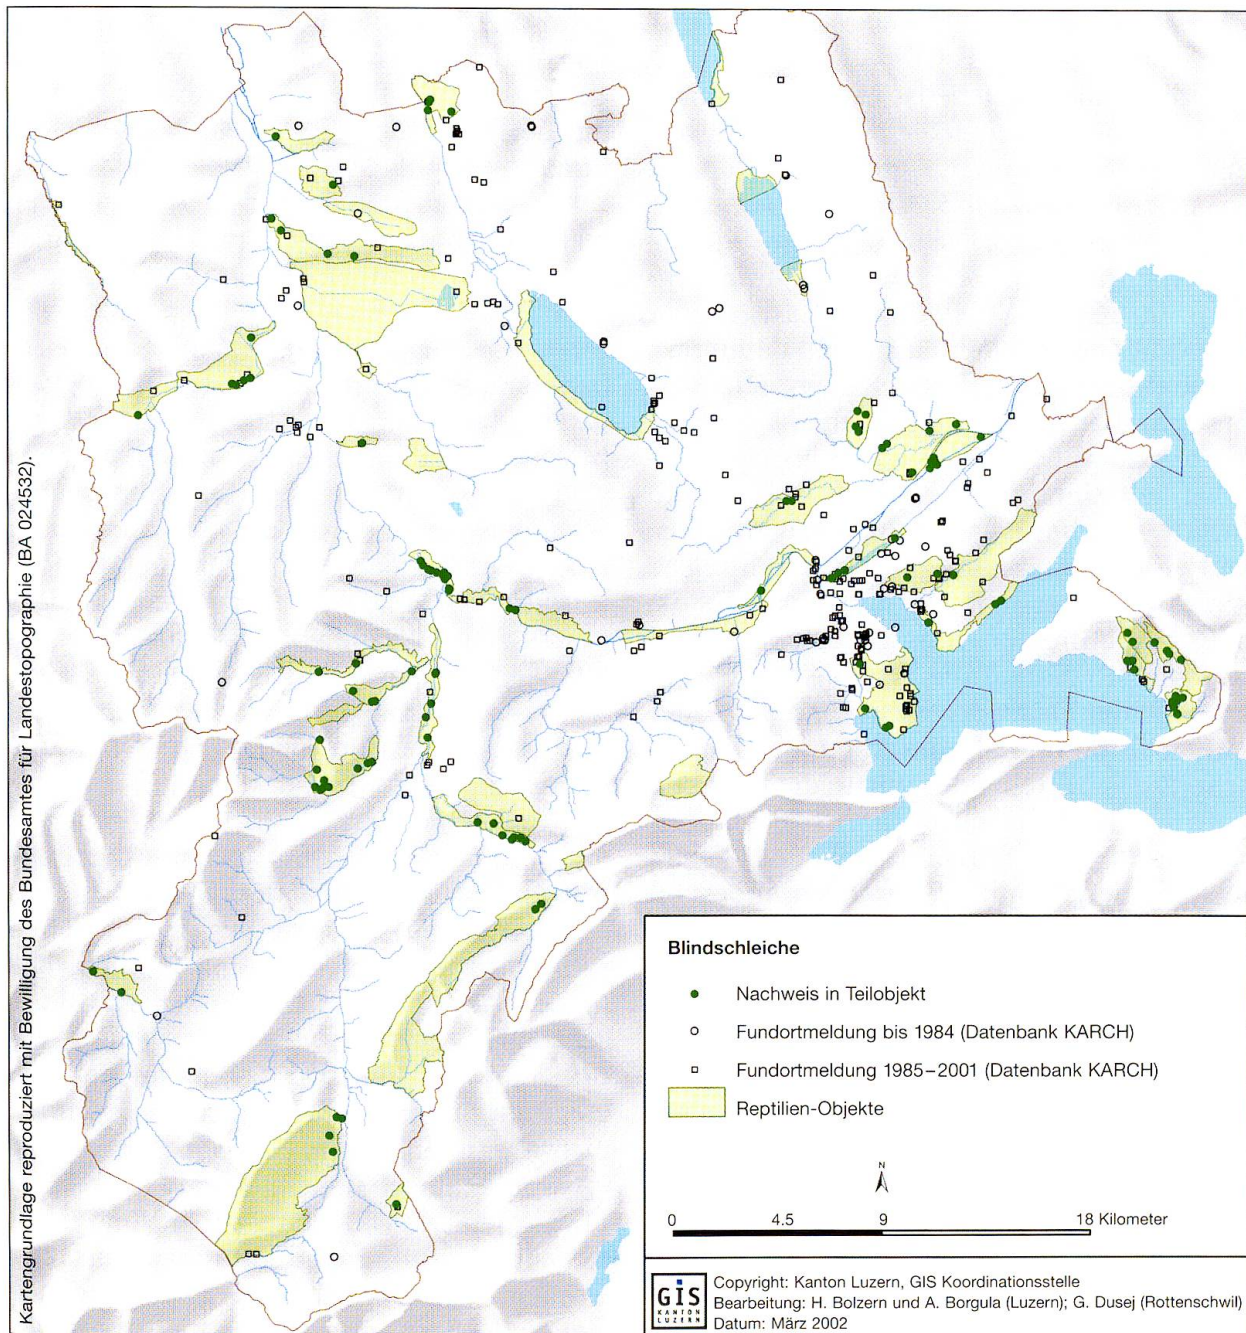 Kartengrundlage reproduziert mit Bewilligung des Bundesamtes für Landestopographie (BA 024532).
Blindschleiche
Nachweis in Teilobjekt
Fundortmeldung bis 1984 (Datenbank KARCH)
Fundortmeldung 1985–2001 (Datenbank KARCH)
Reptilien-Objekte
N
0 4.5 9 18 Kilometer
GIS
KANTON
LUZERN
Copyright: Kanton Luzern, GIS Koordinationsstelle
Bearbeitung: H. Bolzern und A. Borgula (Luzern); G. Dusej (Rottenschwil)
Datum: März 2002